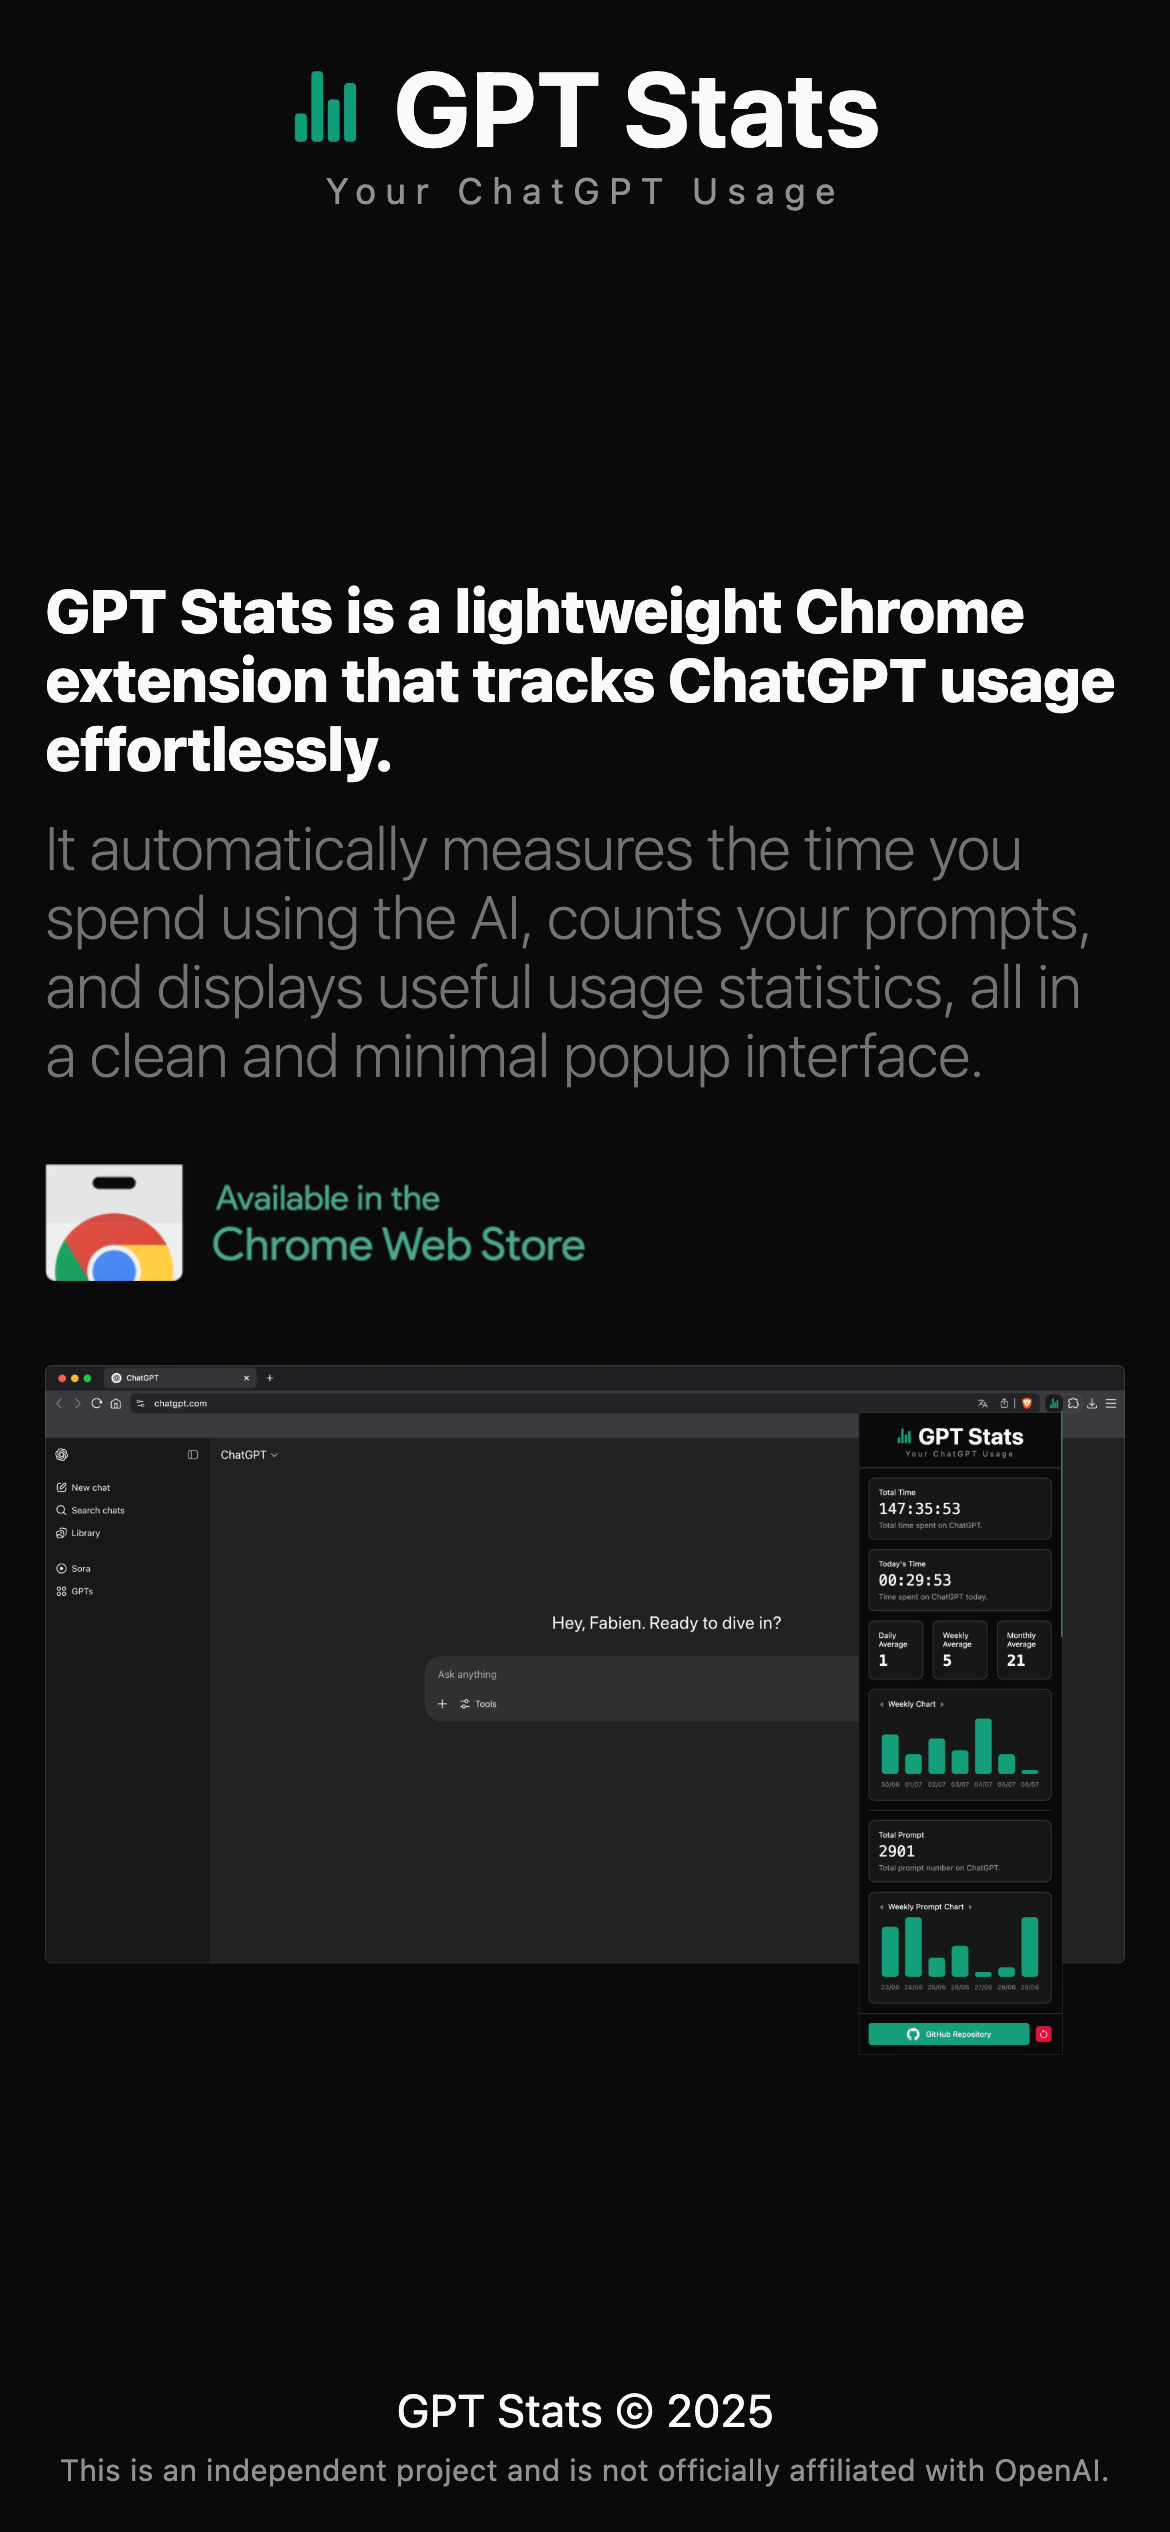 GPT Stats
Your ChatGPT Usage
GPT Stats is a lightweight Chrome
extension that tracks ChatGPT usage
effortlessly.
It automatically measures the time you
spend using the AI, counts your prompts,
and displays useful usage statistics, all in
a clean and minimal popup interface.
Available in the
Chrome Web Store
ChatGPT
chatgpt.com
ChatGPT
New chat
Search chats
Library
Sora
GPTs
Hey, Fabien. Ready to dive in?
Ask anything
Tools
GPT Stats
Your ChatGPT Usage
Total Time
147:35:53
Total time spent on ChatGPT.
Today's Time
00:29:53
Time spent on ChatGPT today.
Daily Average
1
Weekly Average
5
Monthly Average
21
Weekly Chart
30/06 01/07 02/07 03/07 04/07 05/07 06/07
Total Prompt
2901
Total prompt number on ChatGPT.
Weekly Prompt Chart
23/06 24/06 25/06 26/06 27/06 28/06 29/06
GitHub Repository
GPT Stats © 2025
This is an independent project and is not officially affiliated with OpenAI.